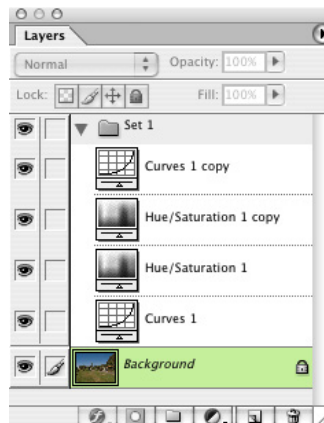 Layers
Normal Opacity: 100%
Lock: Fill: 100%
Set 1
Curves 1 copy
Hue/Saturation 1 copy
Hue/Saturation 1
Curves 1
Background